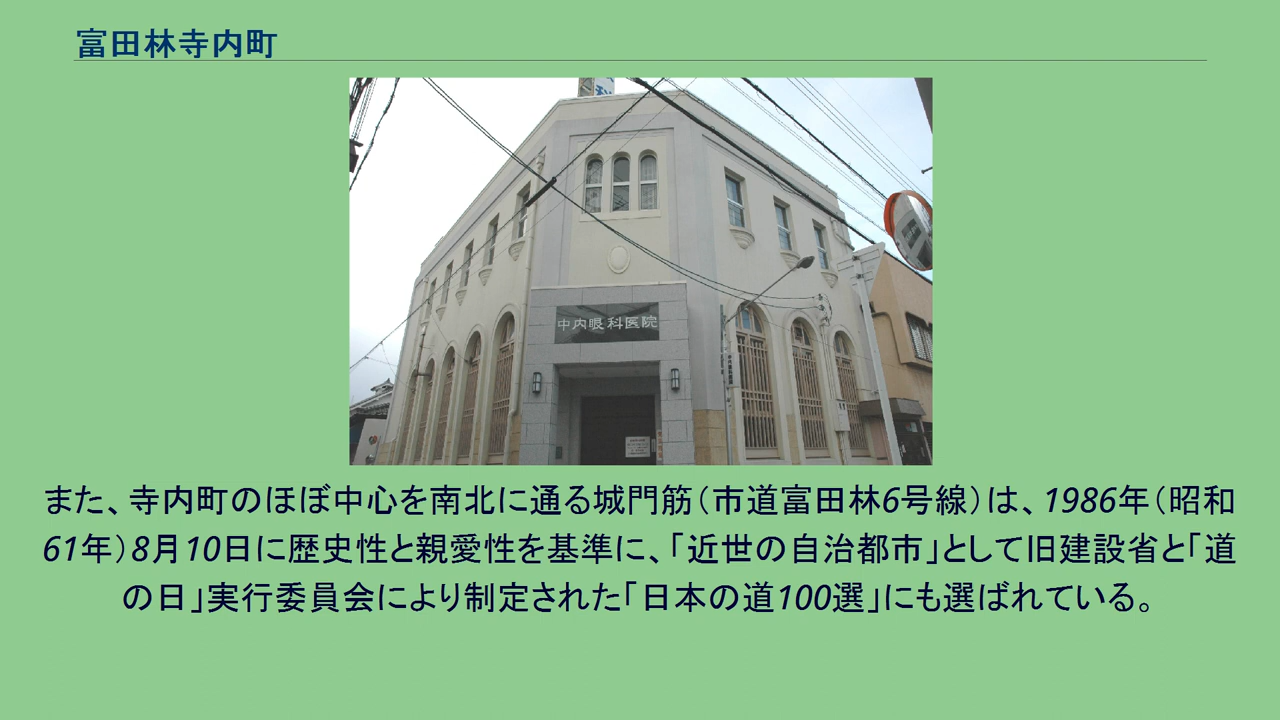 富田林寺内町
科
中内眼科医院
また、寺内町のほぼ中心を南北に通る城門筋（市道富田林6号線）は、1986年（昭和
61年）8月10日に歴史性と親愛性を基準に、「近世の自治都市」として旧建設省と「道
の日」実行委員会により制定された「日本の道100選」にも選ばれている。